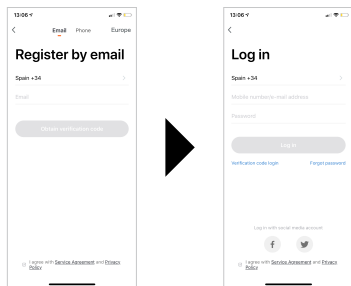 13:06
Email Phone Europe
Register by email
Spain +34
Email
Obtain verification code
I agree with Service Agreement and Privacy
Policy
13:06
Log in
Spain +34
Mobile number/e-mail address
Password
Log in
Verification code login Forget password
Log in with social media account
I agree with Service Agreement and Privacy
Policy